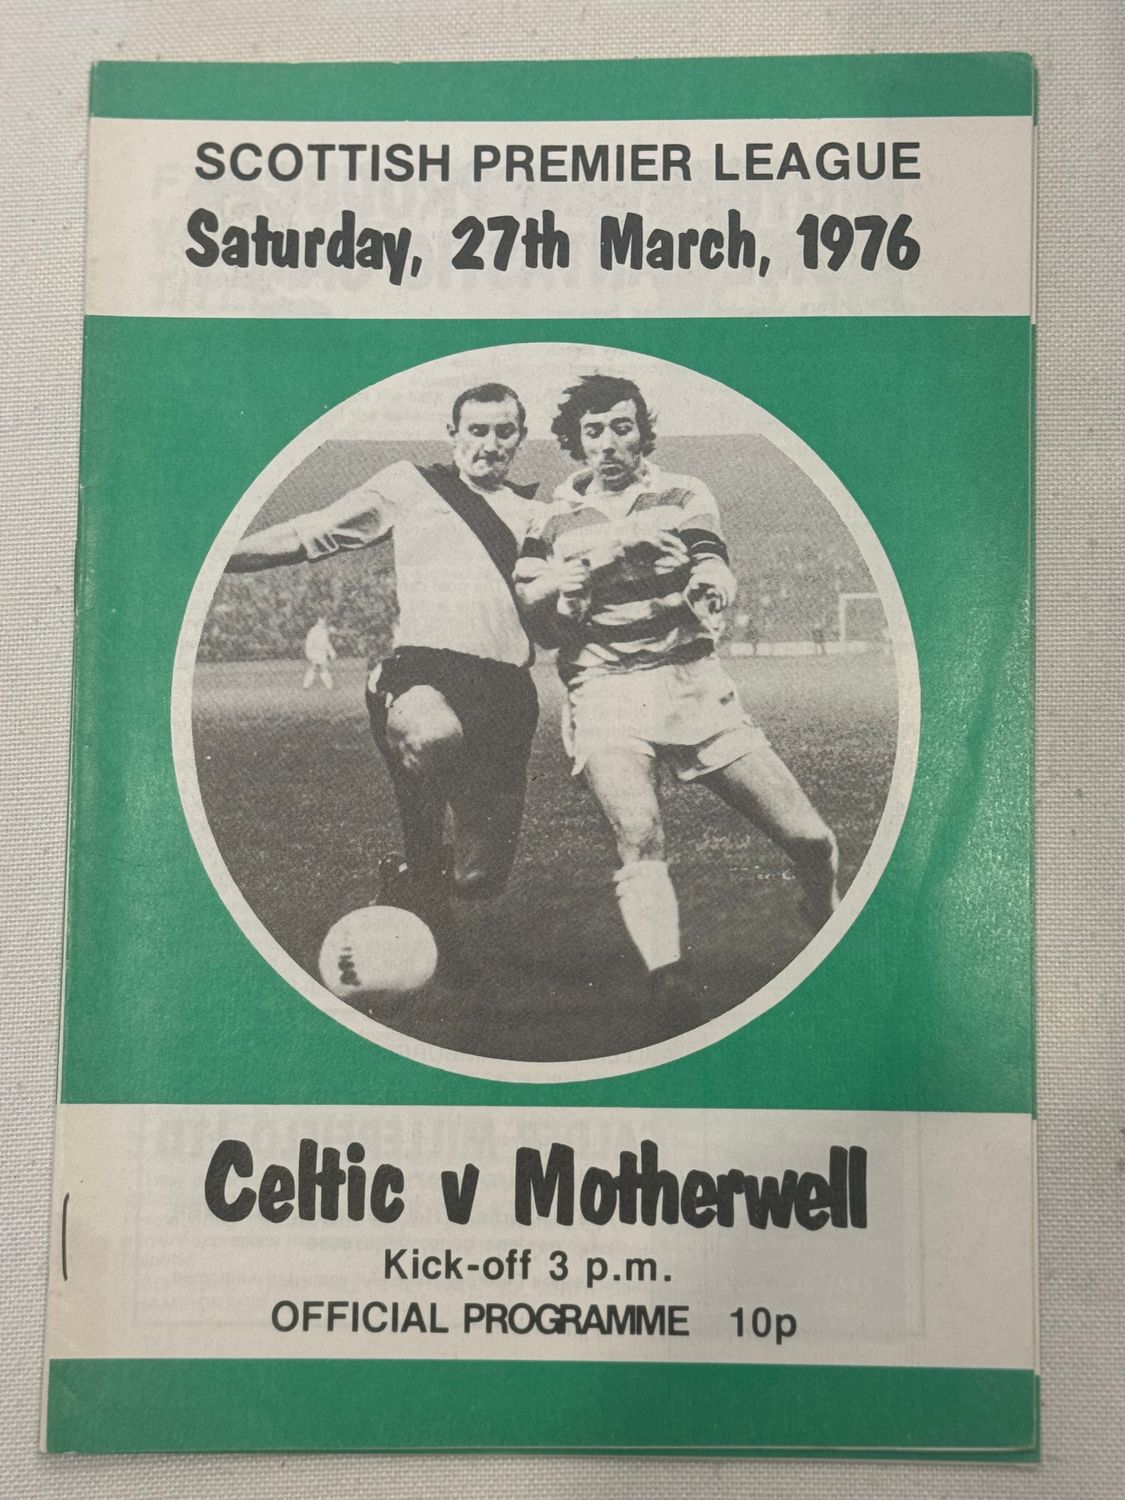 SCOTTISH PREMIER LEAGUE
Saturday, 27th March, 1976
Celtic v Motherwell
Kick-off 3 p.m.
OFFICIAL PROGRAMME 10p